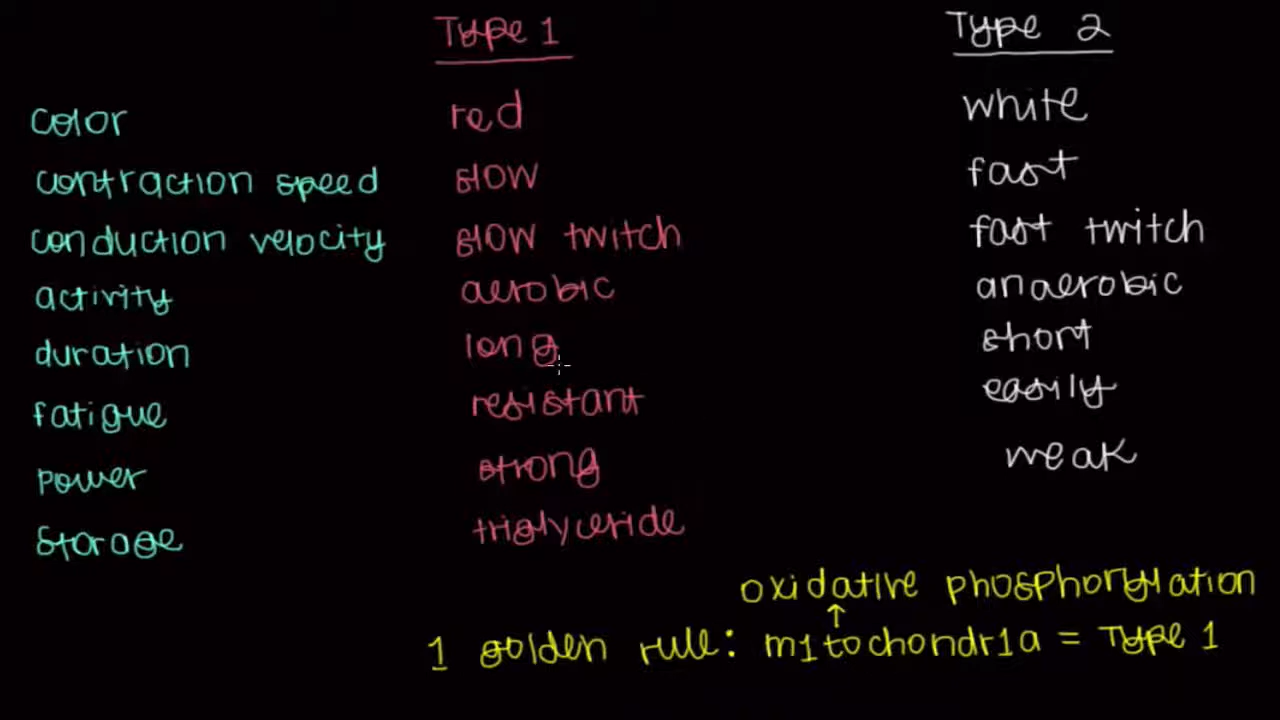 Type 1 Type 2
color red white
contraction speed slow fast
conduction velocity slow twitch fast twitch
activity aerobic anaerobic
duration long short
fatigue resistant easily
power strong weak
storage triglyceride
oxidative phosphorylation
↑
1 golden rule: m1tochondr1a = Type 1